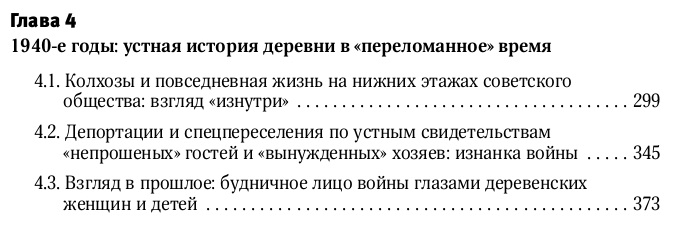 Глава 4
1940-е годы: устная история деревни в «переломанное» время
4.1. Колхозы и повседневная жизнь на нижних этажах советского
общества: взгляд «изнутри» . . . . . . . . . . . . . . . . . . . . . . . . . . . . . . . . . . . . . . . . . . 299
4.2. Депортации и спецпереселения по устным свидетельствам
«непрошеных» гостей и «вынужденных» хозяев: изнанка войны . . . . . 345
4.3. Взгляд в прошлое: будничное лицо войны глазами деревенских
женщин и детей . . . . . . . . . . . . . . . . . . . . . . . . . . . . . . . . . . . . . . . . . . . . . . . . . . . . . 373